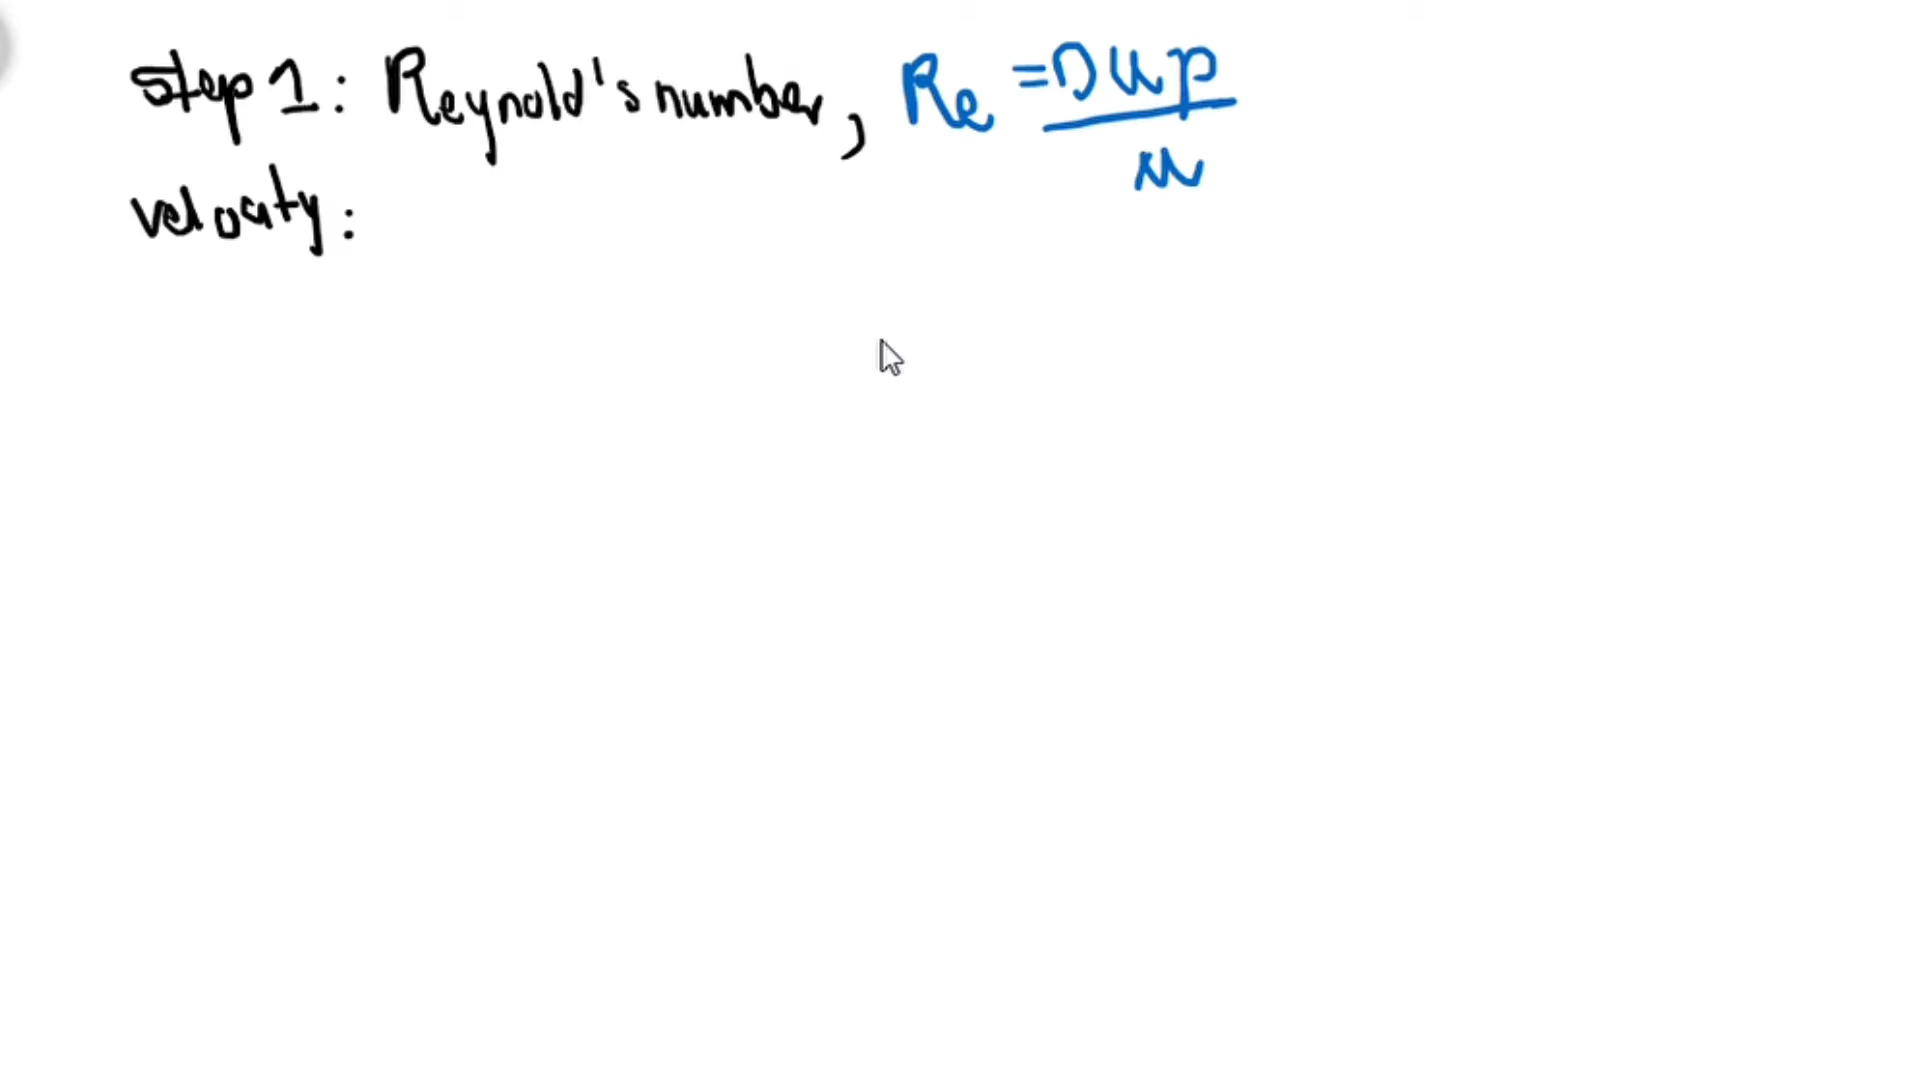 step 1: Reynold's number, Re = Duρ / μ
velocity: